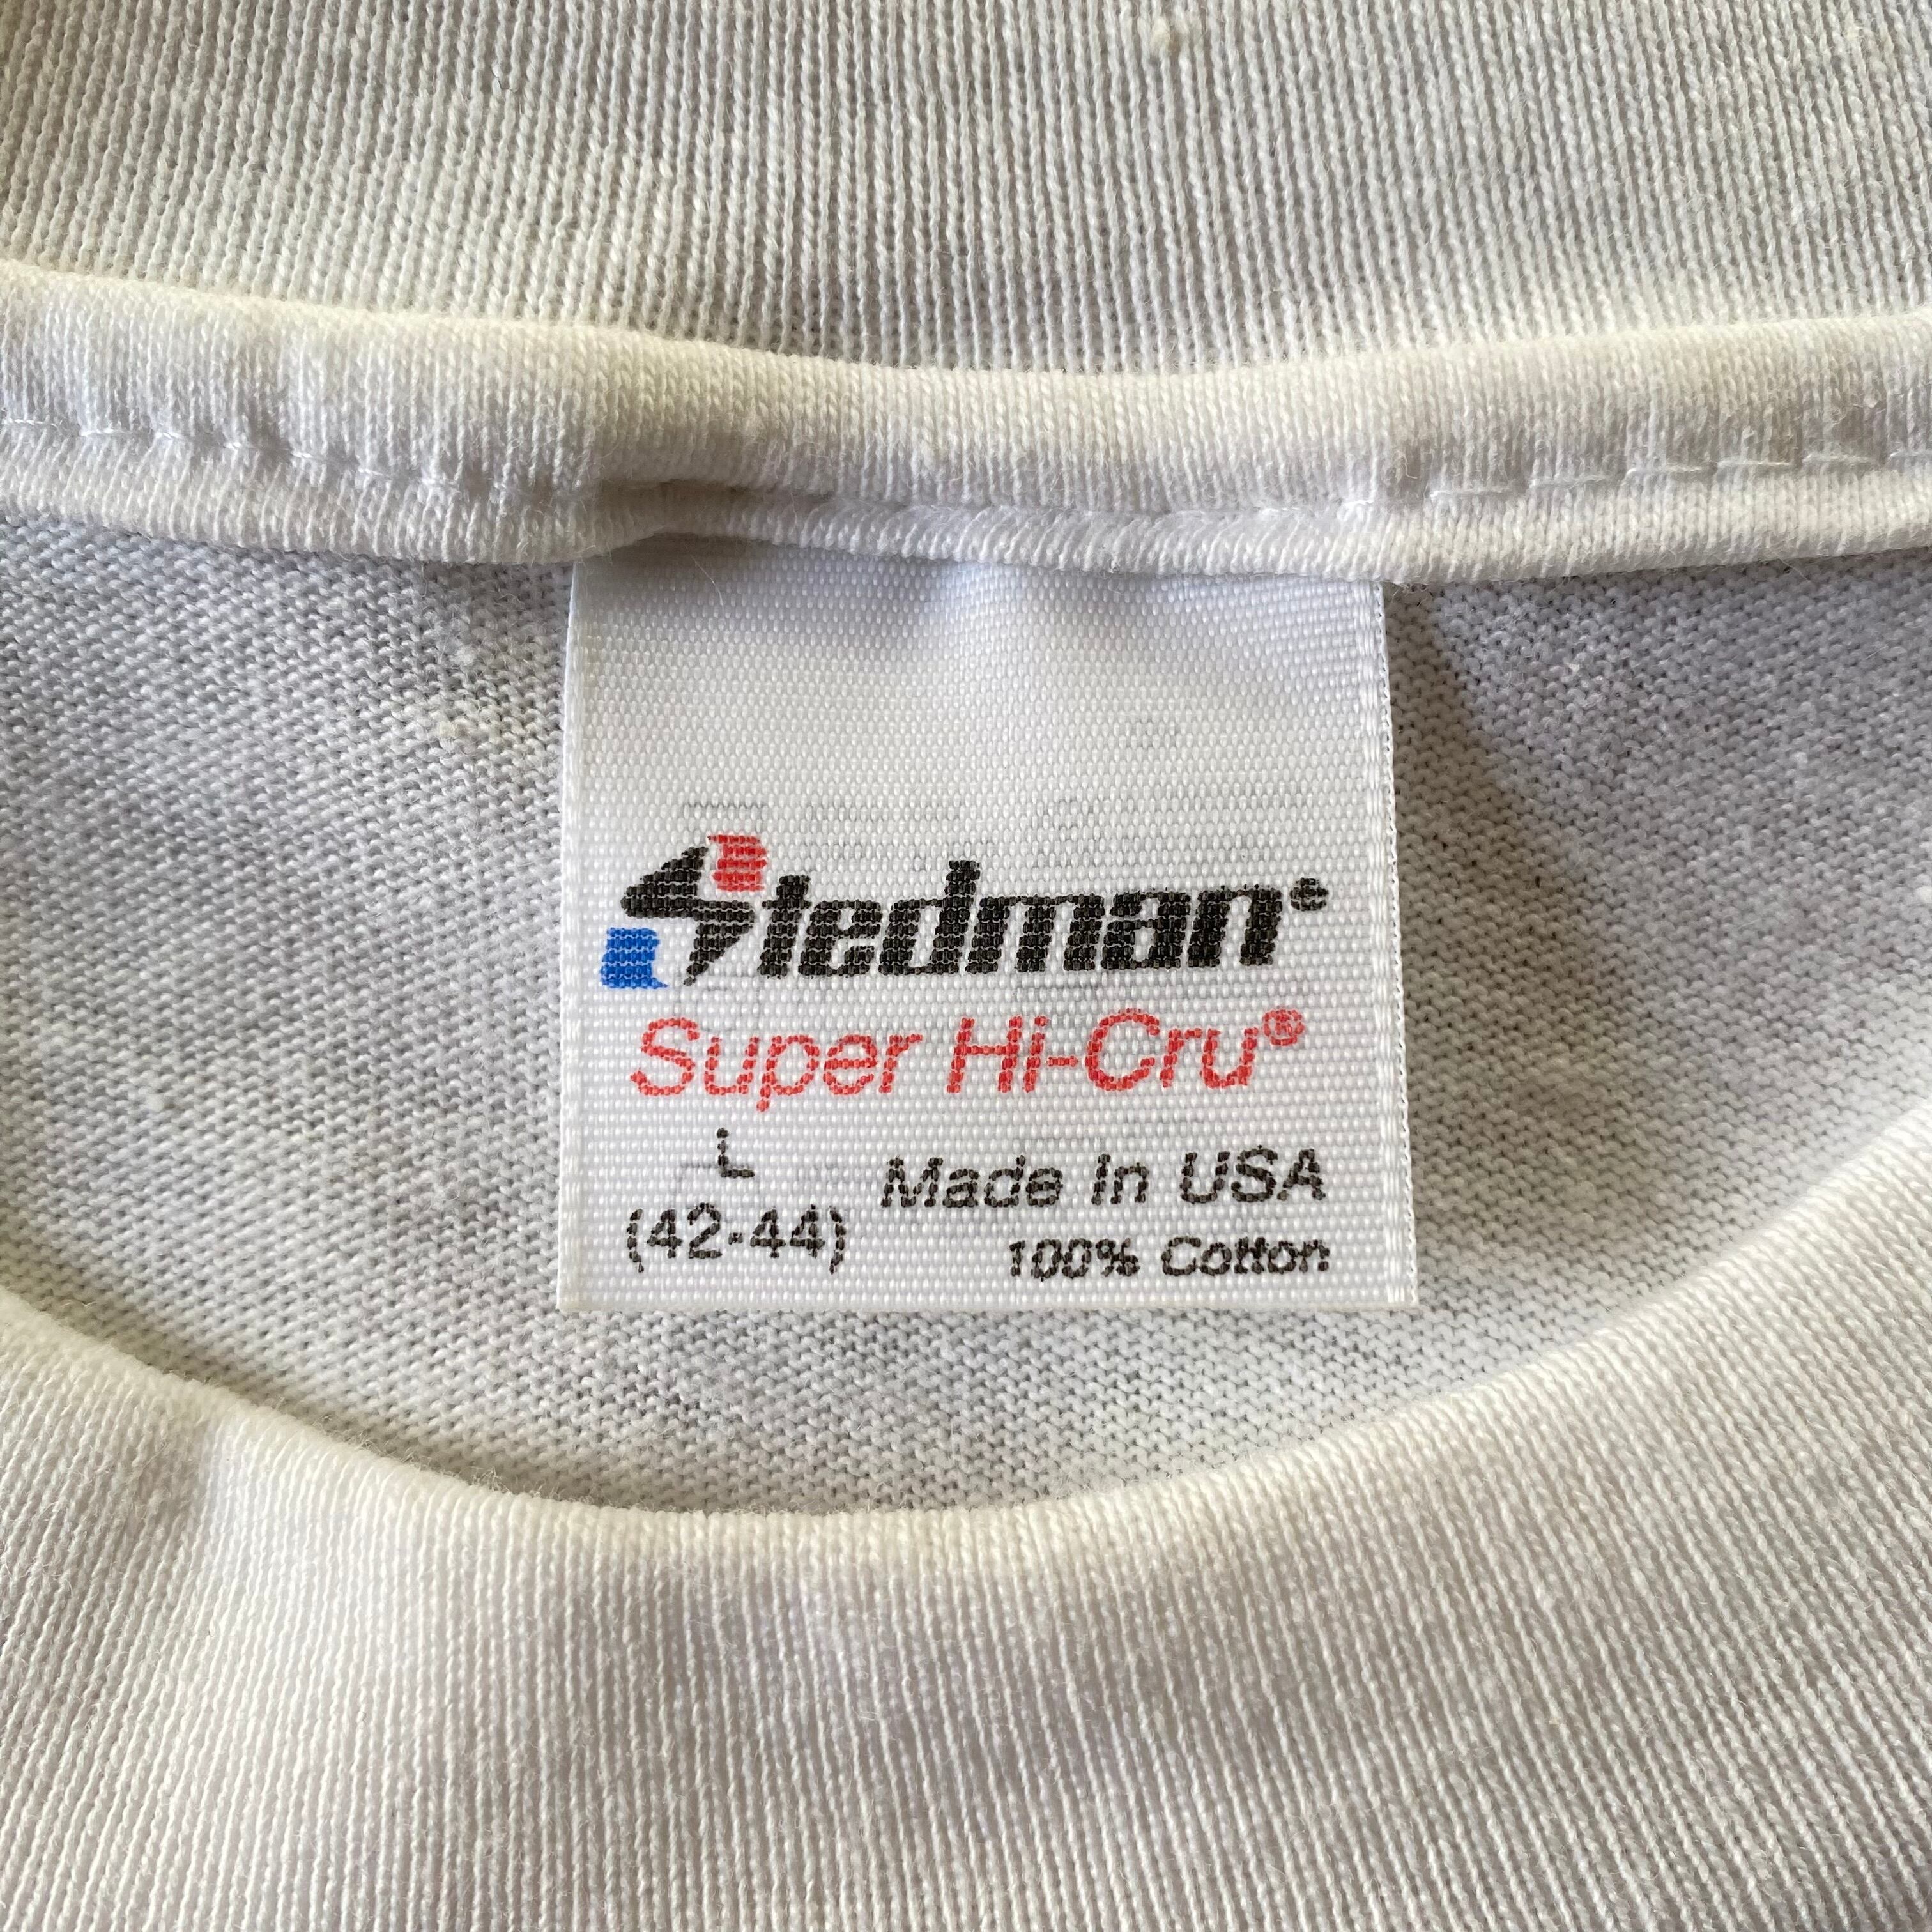 Stedman®
Super Hi-Cru®
L
(42-44)
Made In USA
100% Cotton